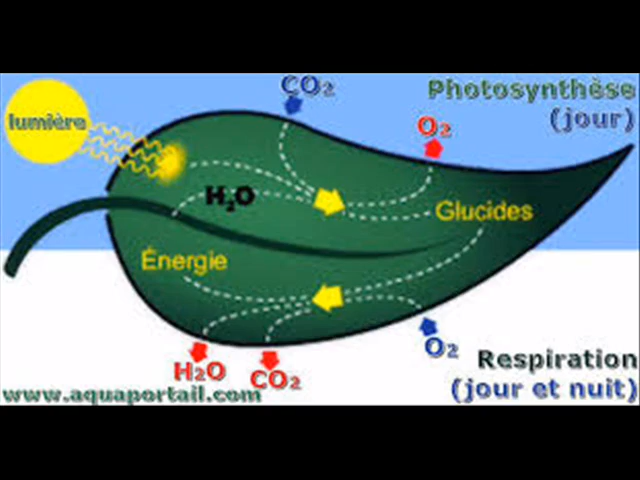 CO2
Photosynthèse
(jour)
lumière
O2
H2O
Glucides
Énergie
O2
H2O
CO2
Respiration
(jour et nuit)
www.aquaportail.com